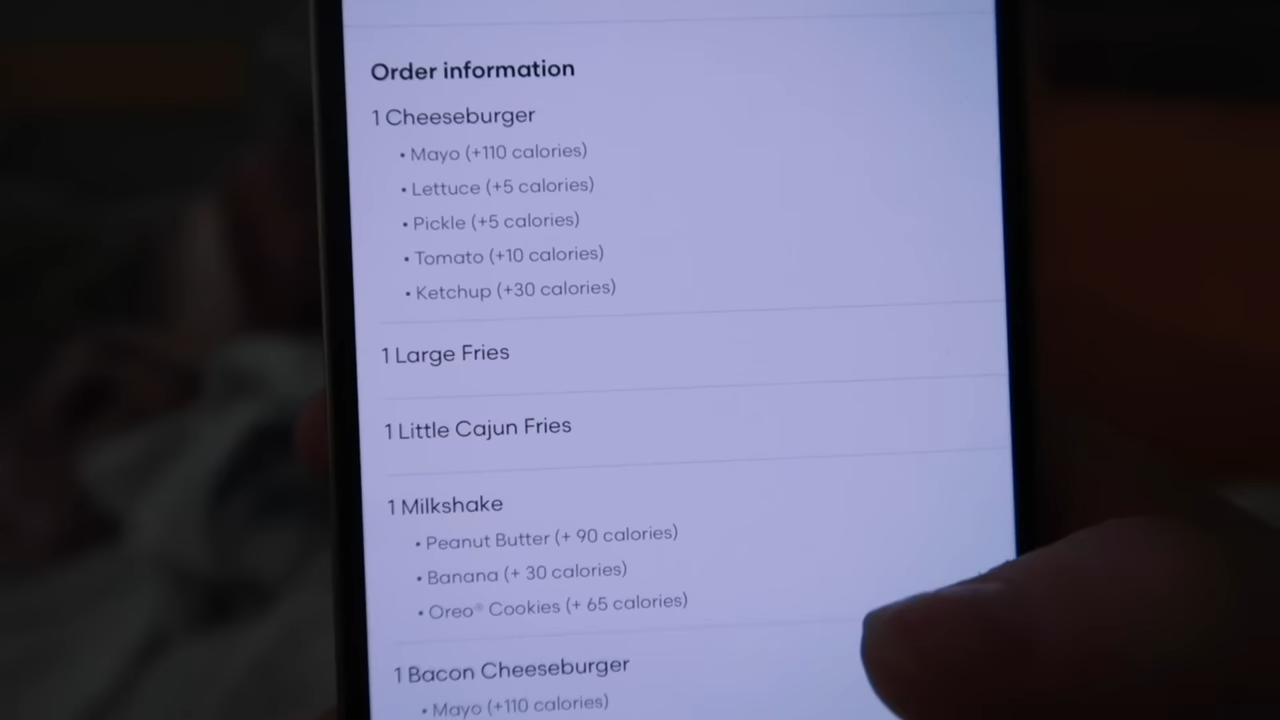 Order information
1 Cheeseburger
• Mayo (+110 calories)
• Lettuce (+5 calories)
• Pickle (+5 calories)
• Tomato (+10 calories)
• Ketchup (+30 calories)
1 Large Fries
1 Little Cajun Fries
1 Milkshake
• Peanut Butter (+ 90 calories)
• Banana (+ 30 calories)
• Oreo® Cookies (+ 65 calories)
1 Bacon Cheeseburger
• Mayo (+110 calories)